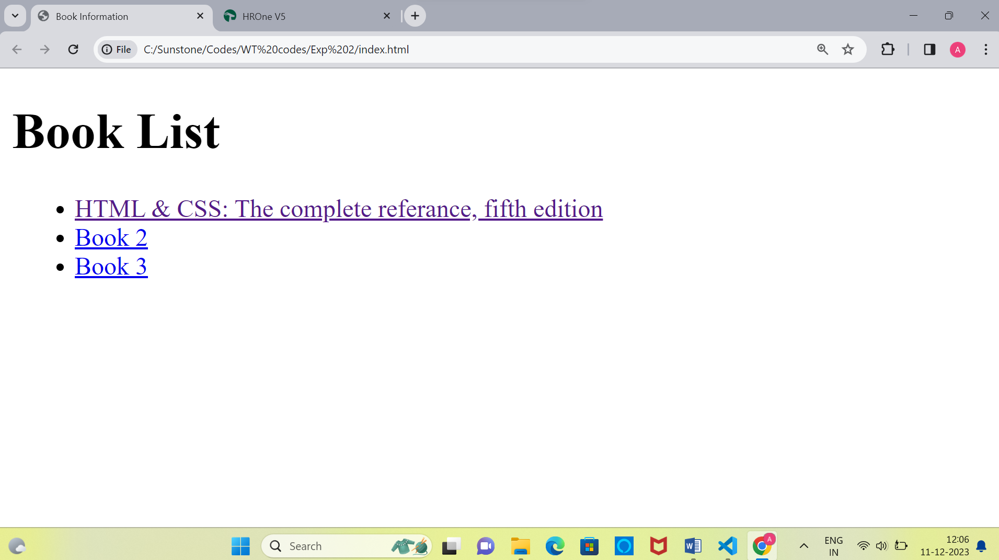 Book Information
HROne V5
File
C:/Sunstone/Codes/WT%20codes/Exp%202/index.html
A
Book List
HTML & CSS: The complete referance, fifth edition
Book 2
Book 3
Search
W
A
ENG
IN
12:06
11-12-2023